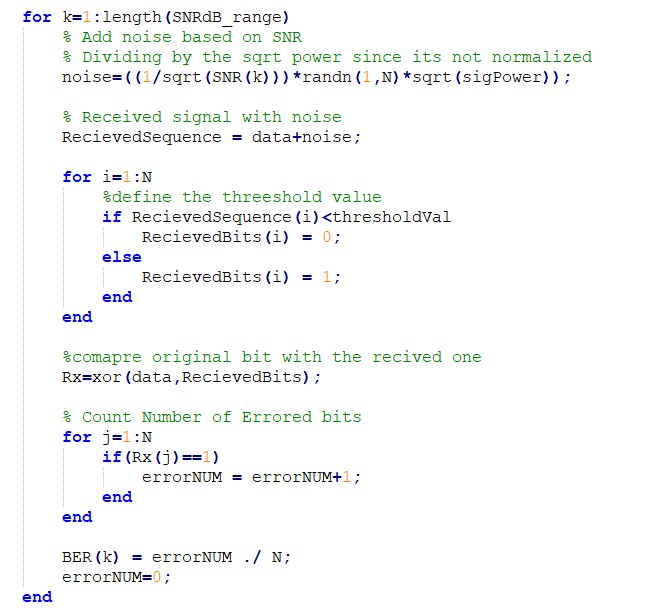 for k=1:length(SNRdB_range)
% Add noise based on SNR
% Dividing by the sqrt power since its not normalized
noise=((1/sqrt(SNR(k)))*randn(1,N)*sqrt(sigPower));
% Received signal with noise
RecievedSequence = data+noise;
for i=1:N
%define the threeshold value
if RecievedSequence(i)<thresholdVal
RecievedBits(i) = 0;
else
RecievedBits(i) = 1;
end
end
%comapre original bit with the recived one
Rx=xor(data,RecievedBits);
% Count Number of Errored bits
for j=1:N
if(Rx(j)==1)
errorNUM = errorNUM+1;
end
end
BER(k) = errorNUM ./ N;
errorNUM=0;
end